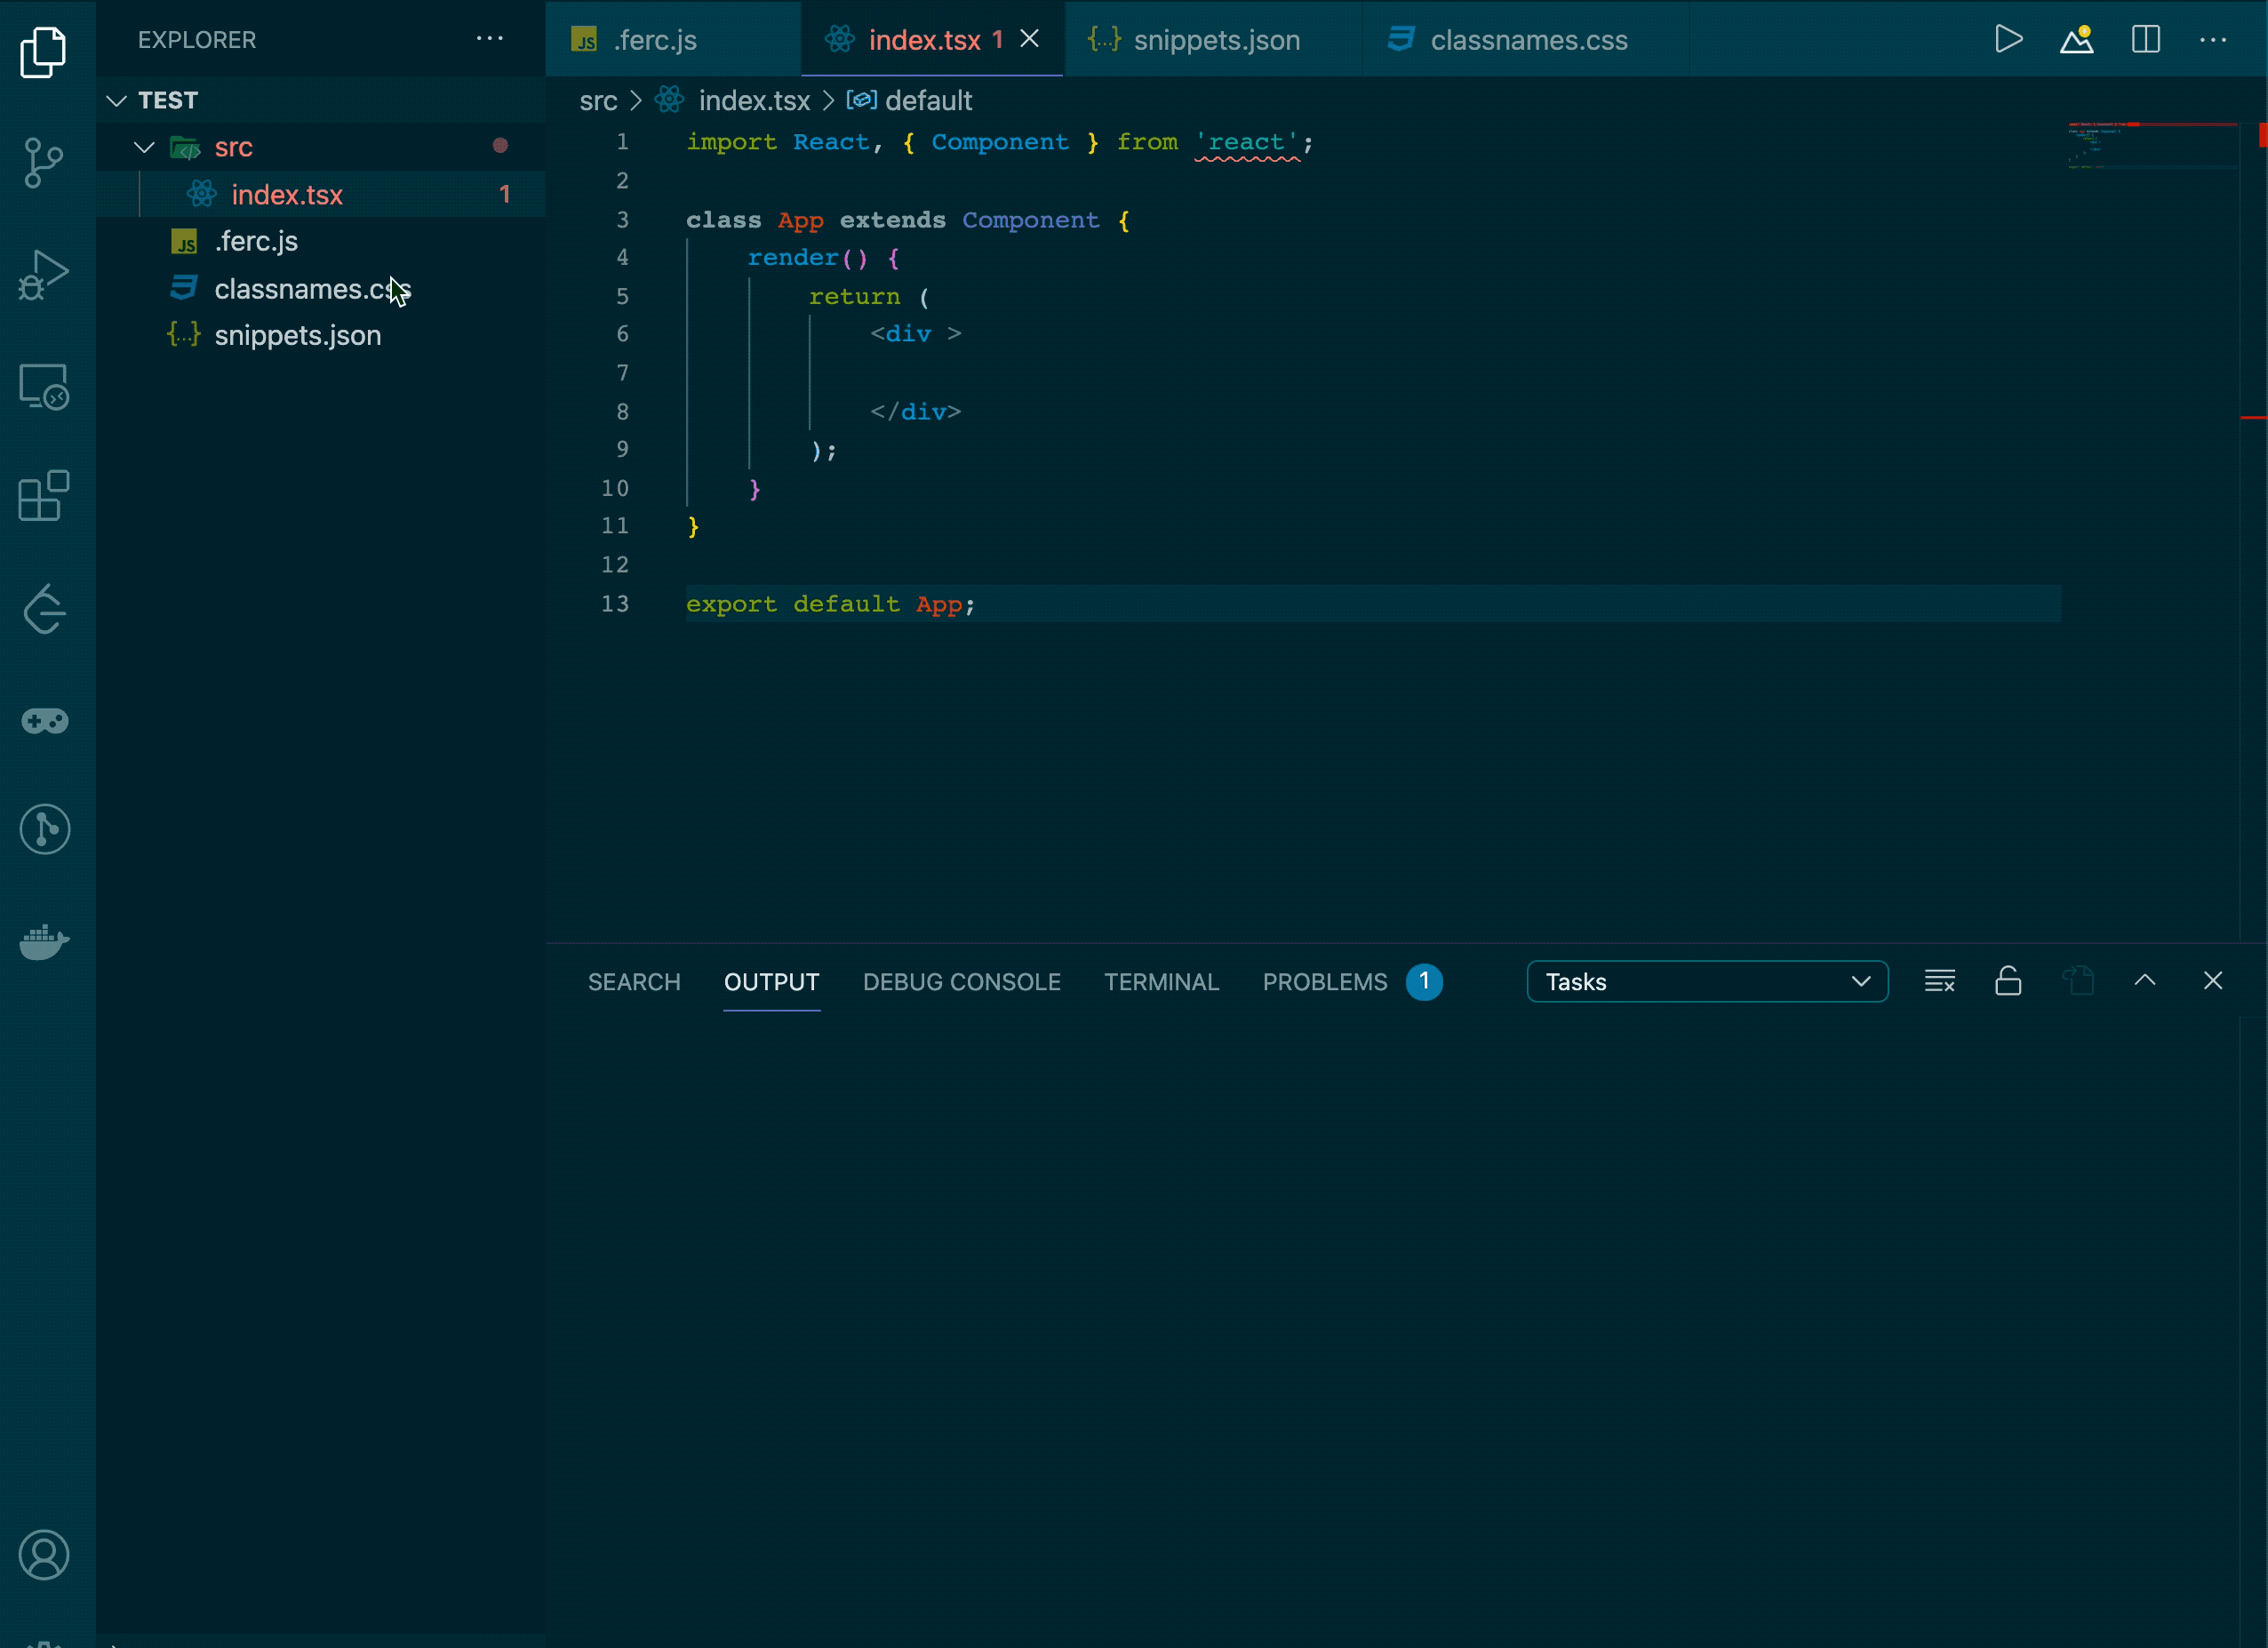 EXPLORER
TEST
src
index.tsx 1
.ferc.js
classnames.css
snippets.json
.ferc.js index.tsx 1 snippets.json classnames.css
src > index.tsx > default
1 import React, { Component } from 'react';
2
3 class App extends Component {
4     render() {
5         return (
6             <div >
7
8             </div>
9         );
10     }
11 }
12
13 export default App;
SEARCH OUTPUT DEBUG CONSOLE TERMINAL PROBLEMS 1 Tasks